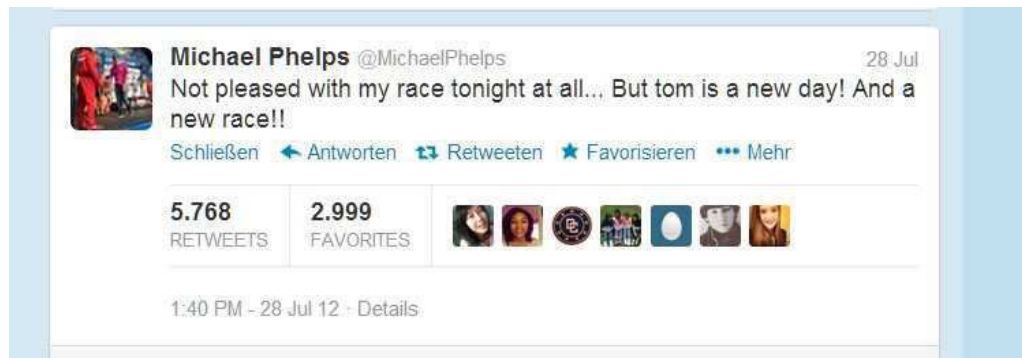 Michael Phelps @MichaelPhelps 28 Jul
Not pleased with my race tonight at all... But tom is a new day! And a
new race!!
Schließen Antworten Retweeten Favorisieren Mehr
5.768 2.999
RETWEETS FAVORITES
1:40 PM - 28 Jul 12 · Details